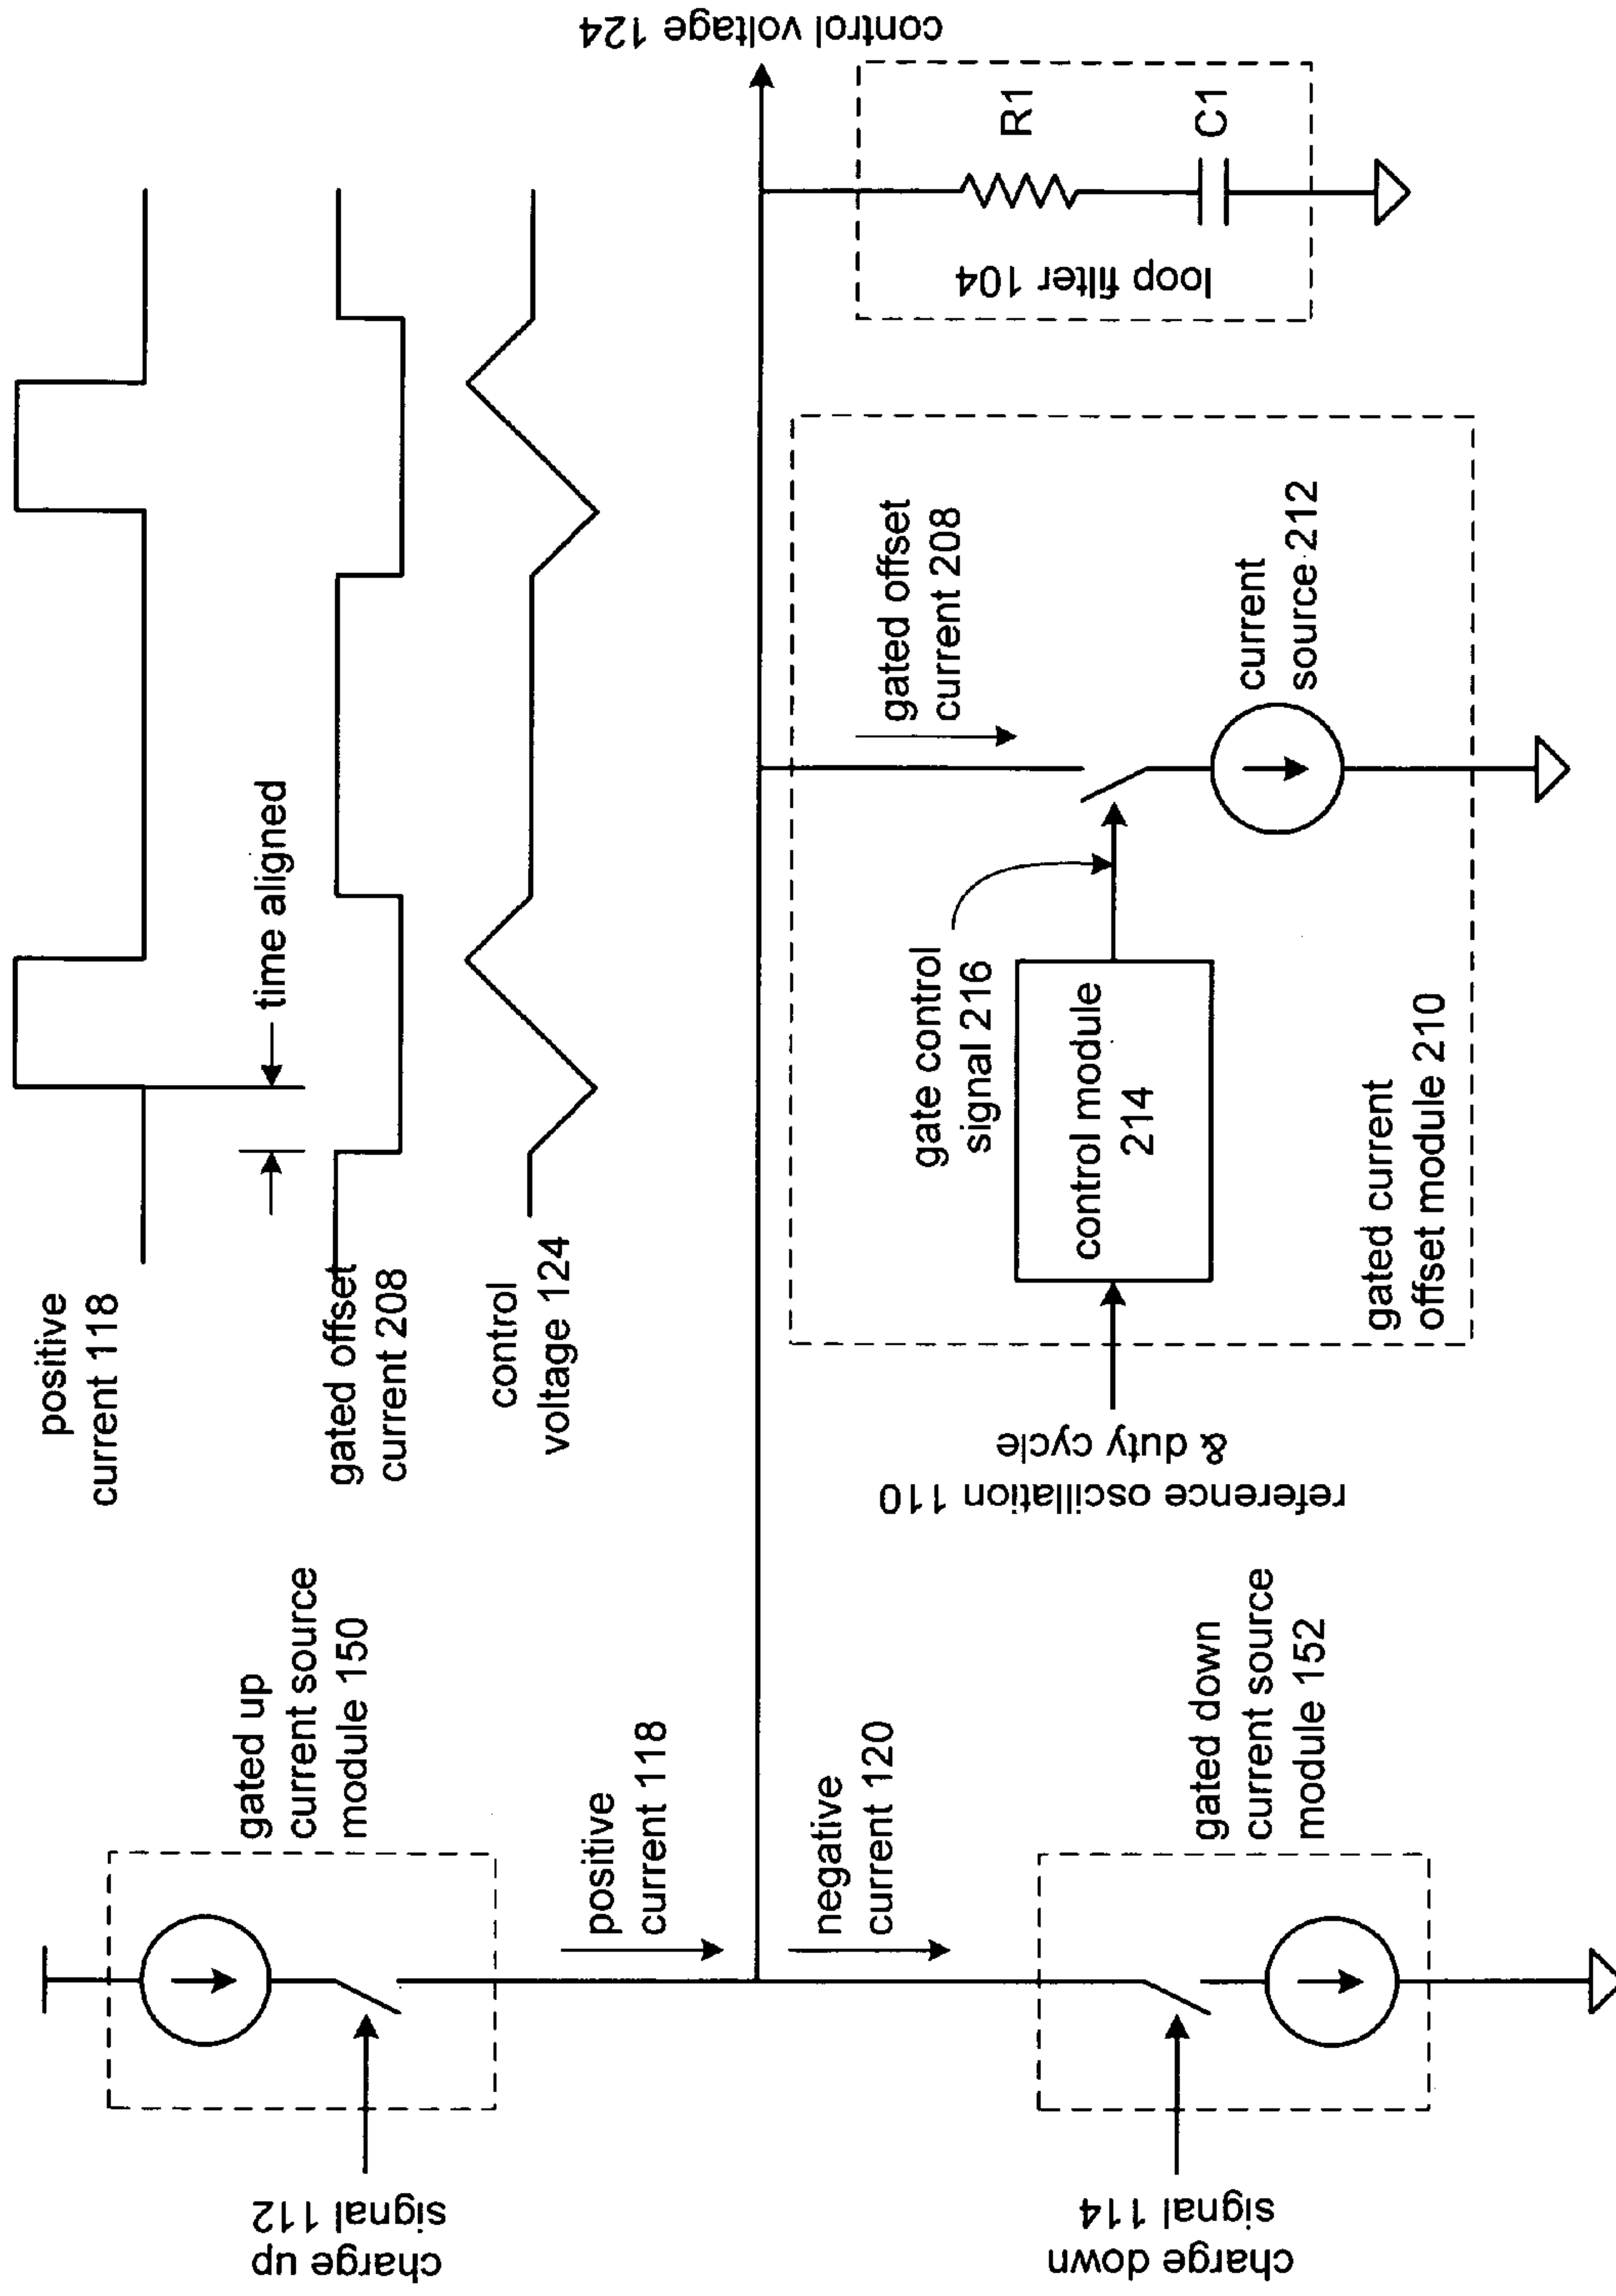 positive
current 118
time aligned
gated offset
current 208
control
voltage 124
gated up
current source
module 150
charge up
signal 112
positive
current 118
negative
current 120
control voltage 124
charge down
signal 114
gated down
current source
module 152
reference oscillation 110
& duty cycle
gate control
signal 216
control module
214
gated offset
current 208
current
source 212
gated current
offset module 210
loop filter 104
R1
C1